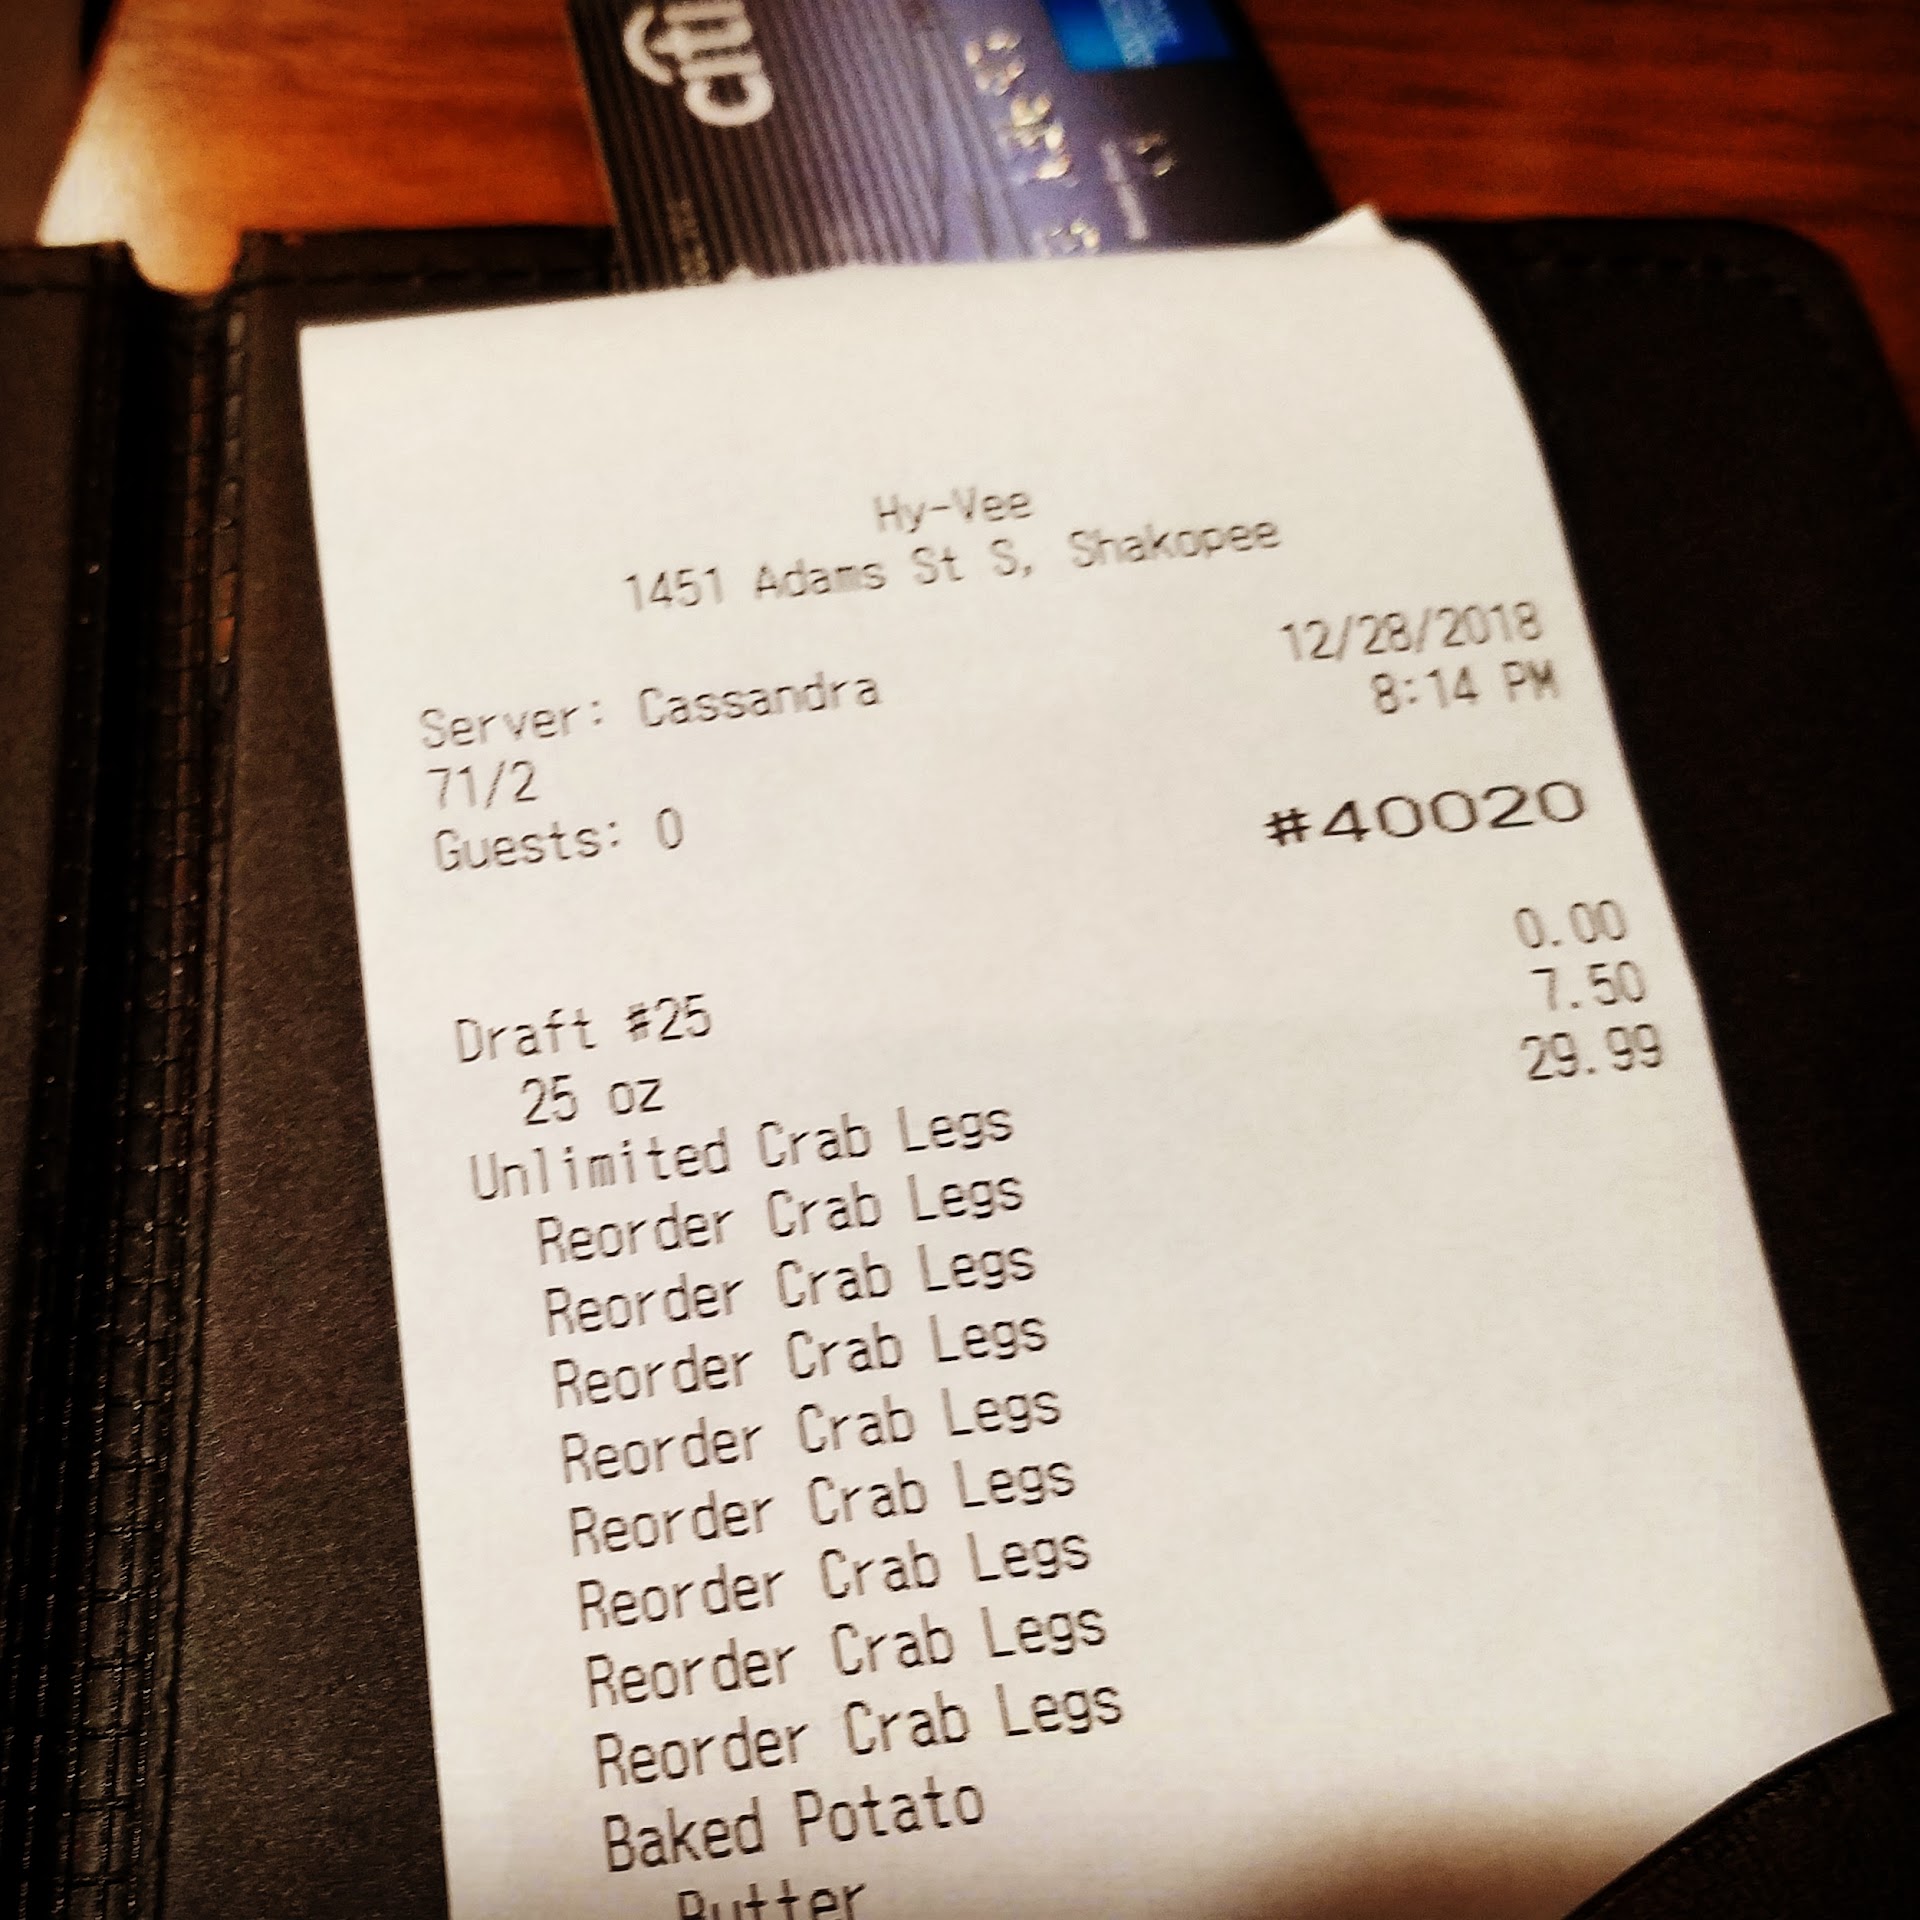 citi
Hy-Vee
1451 Adams St S, Shakopee
12/28/2018
Server: Cassandra 8:14 PM
71/2
Guests: 0 #40020
Draft #25 0.00
25 oz 7.50
Unlimited Crab Legs 29.99
Reorder Crab Legs
Reorder Crab Legs
Reorder Crab Legs
Reorder Crab Legs
Reorder Crab Legs
Reorder Crab Legs
Reorder Crab Legs
Reorder Crab Legs
Baked Potato
Butter